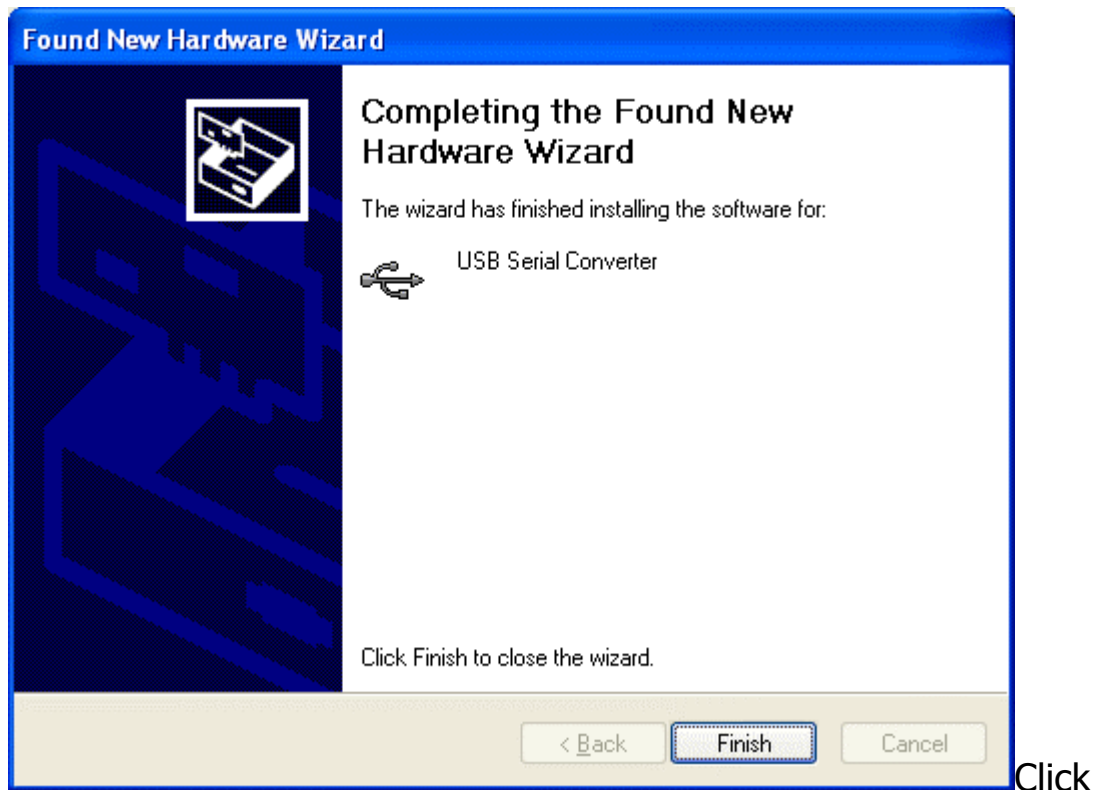 Found New Hardware Wizard
Completing the Found New
Hardware Wizard
The wizard has finished installing the software for:
USB Serial Converter
Click Finish to close the wizard.
< Back
Finish
Cancel
Click